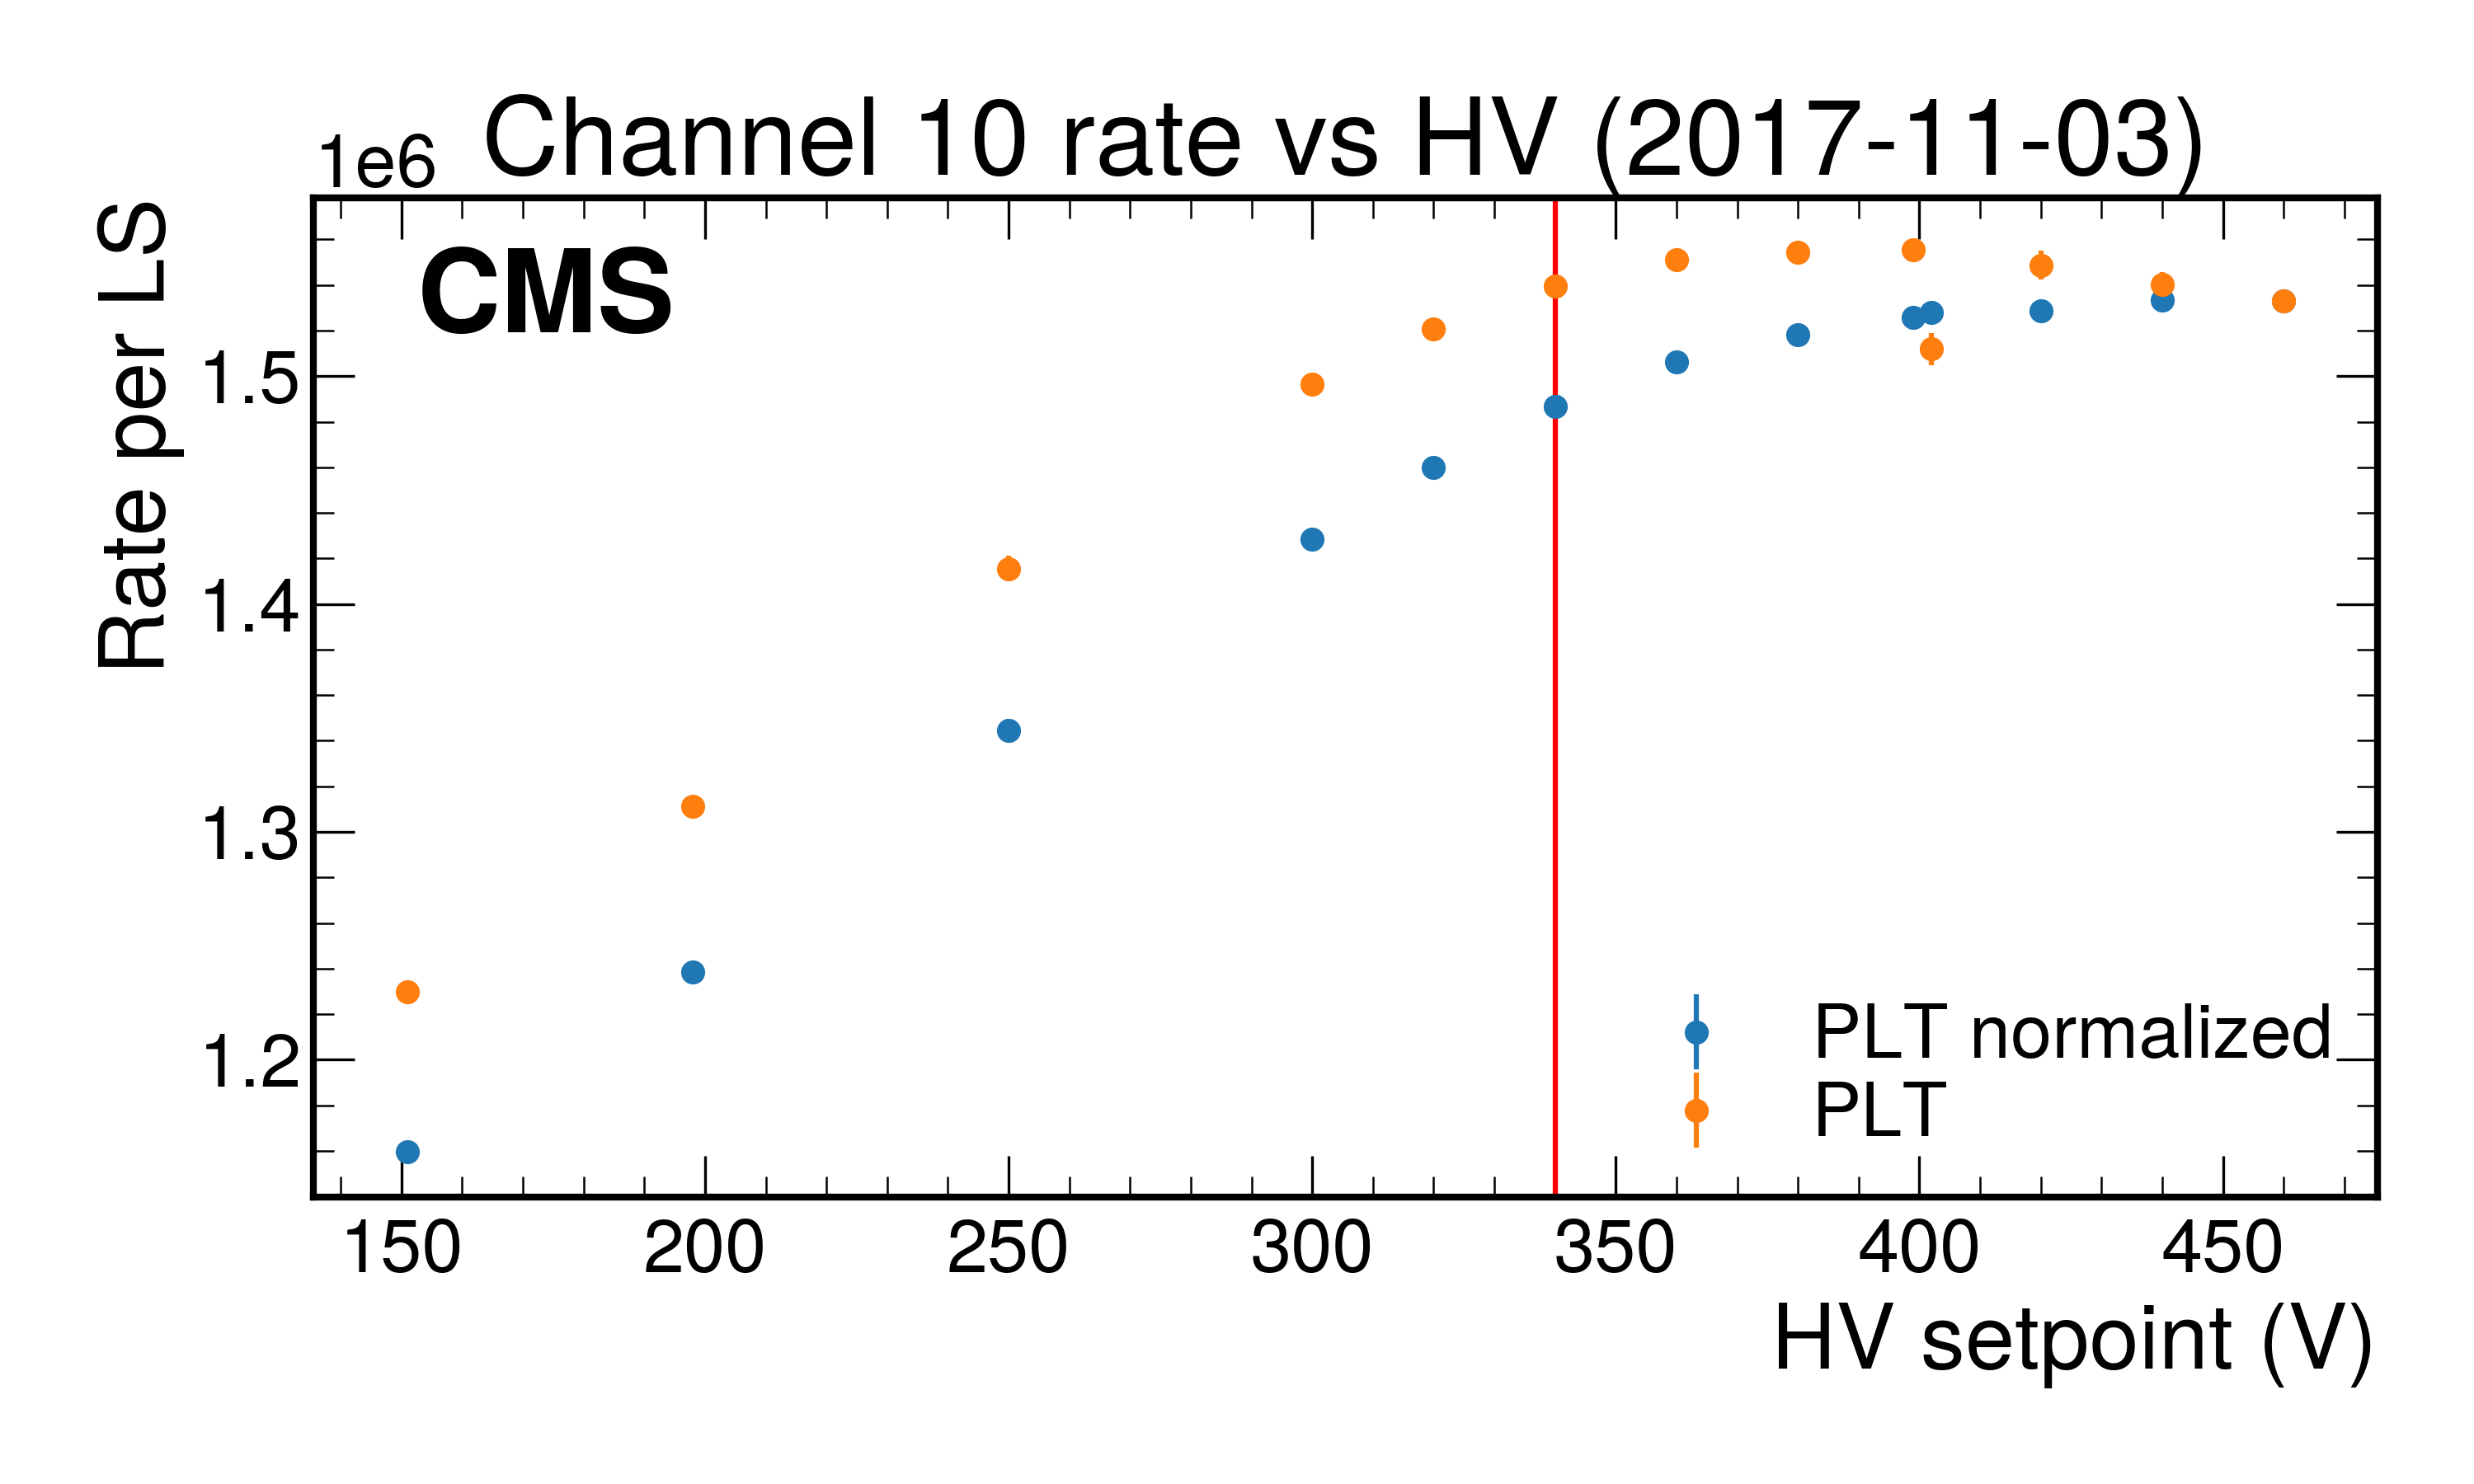 Channel 10 rate vs HV (2017-11-03)
1e6
CMS
Rate per LS
1.5
1.4
1.3
1.2
PLT normalized
PLT
150 200 250 300 350 400 450
HV setpoint (V)